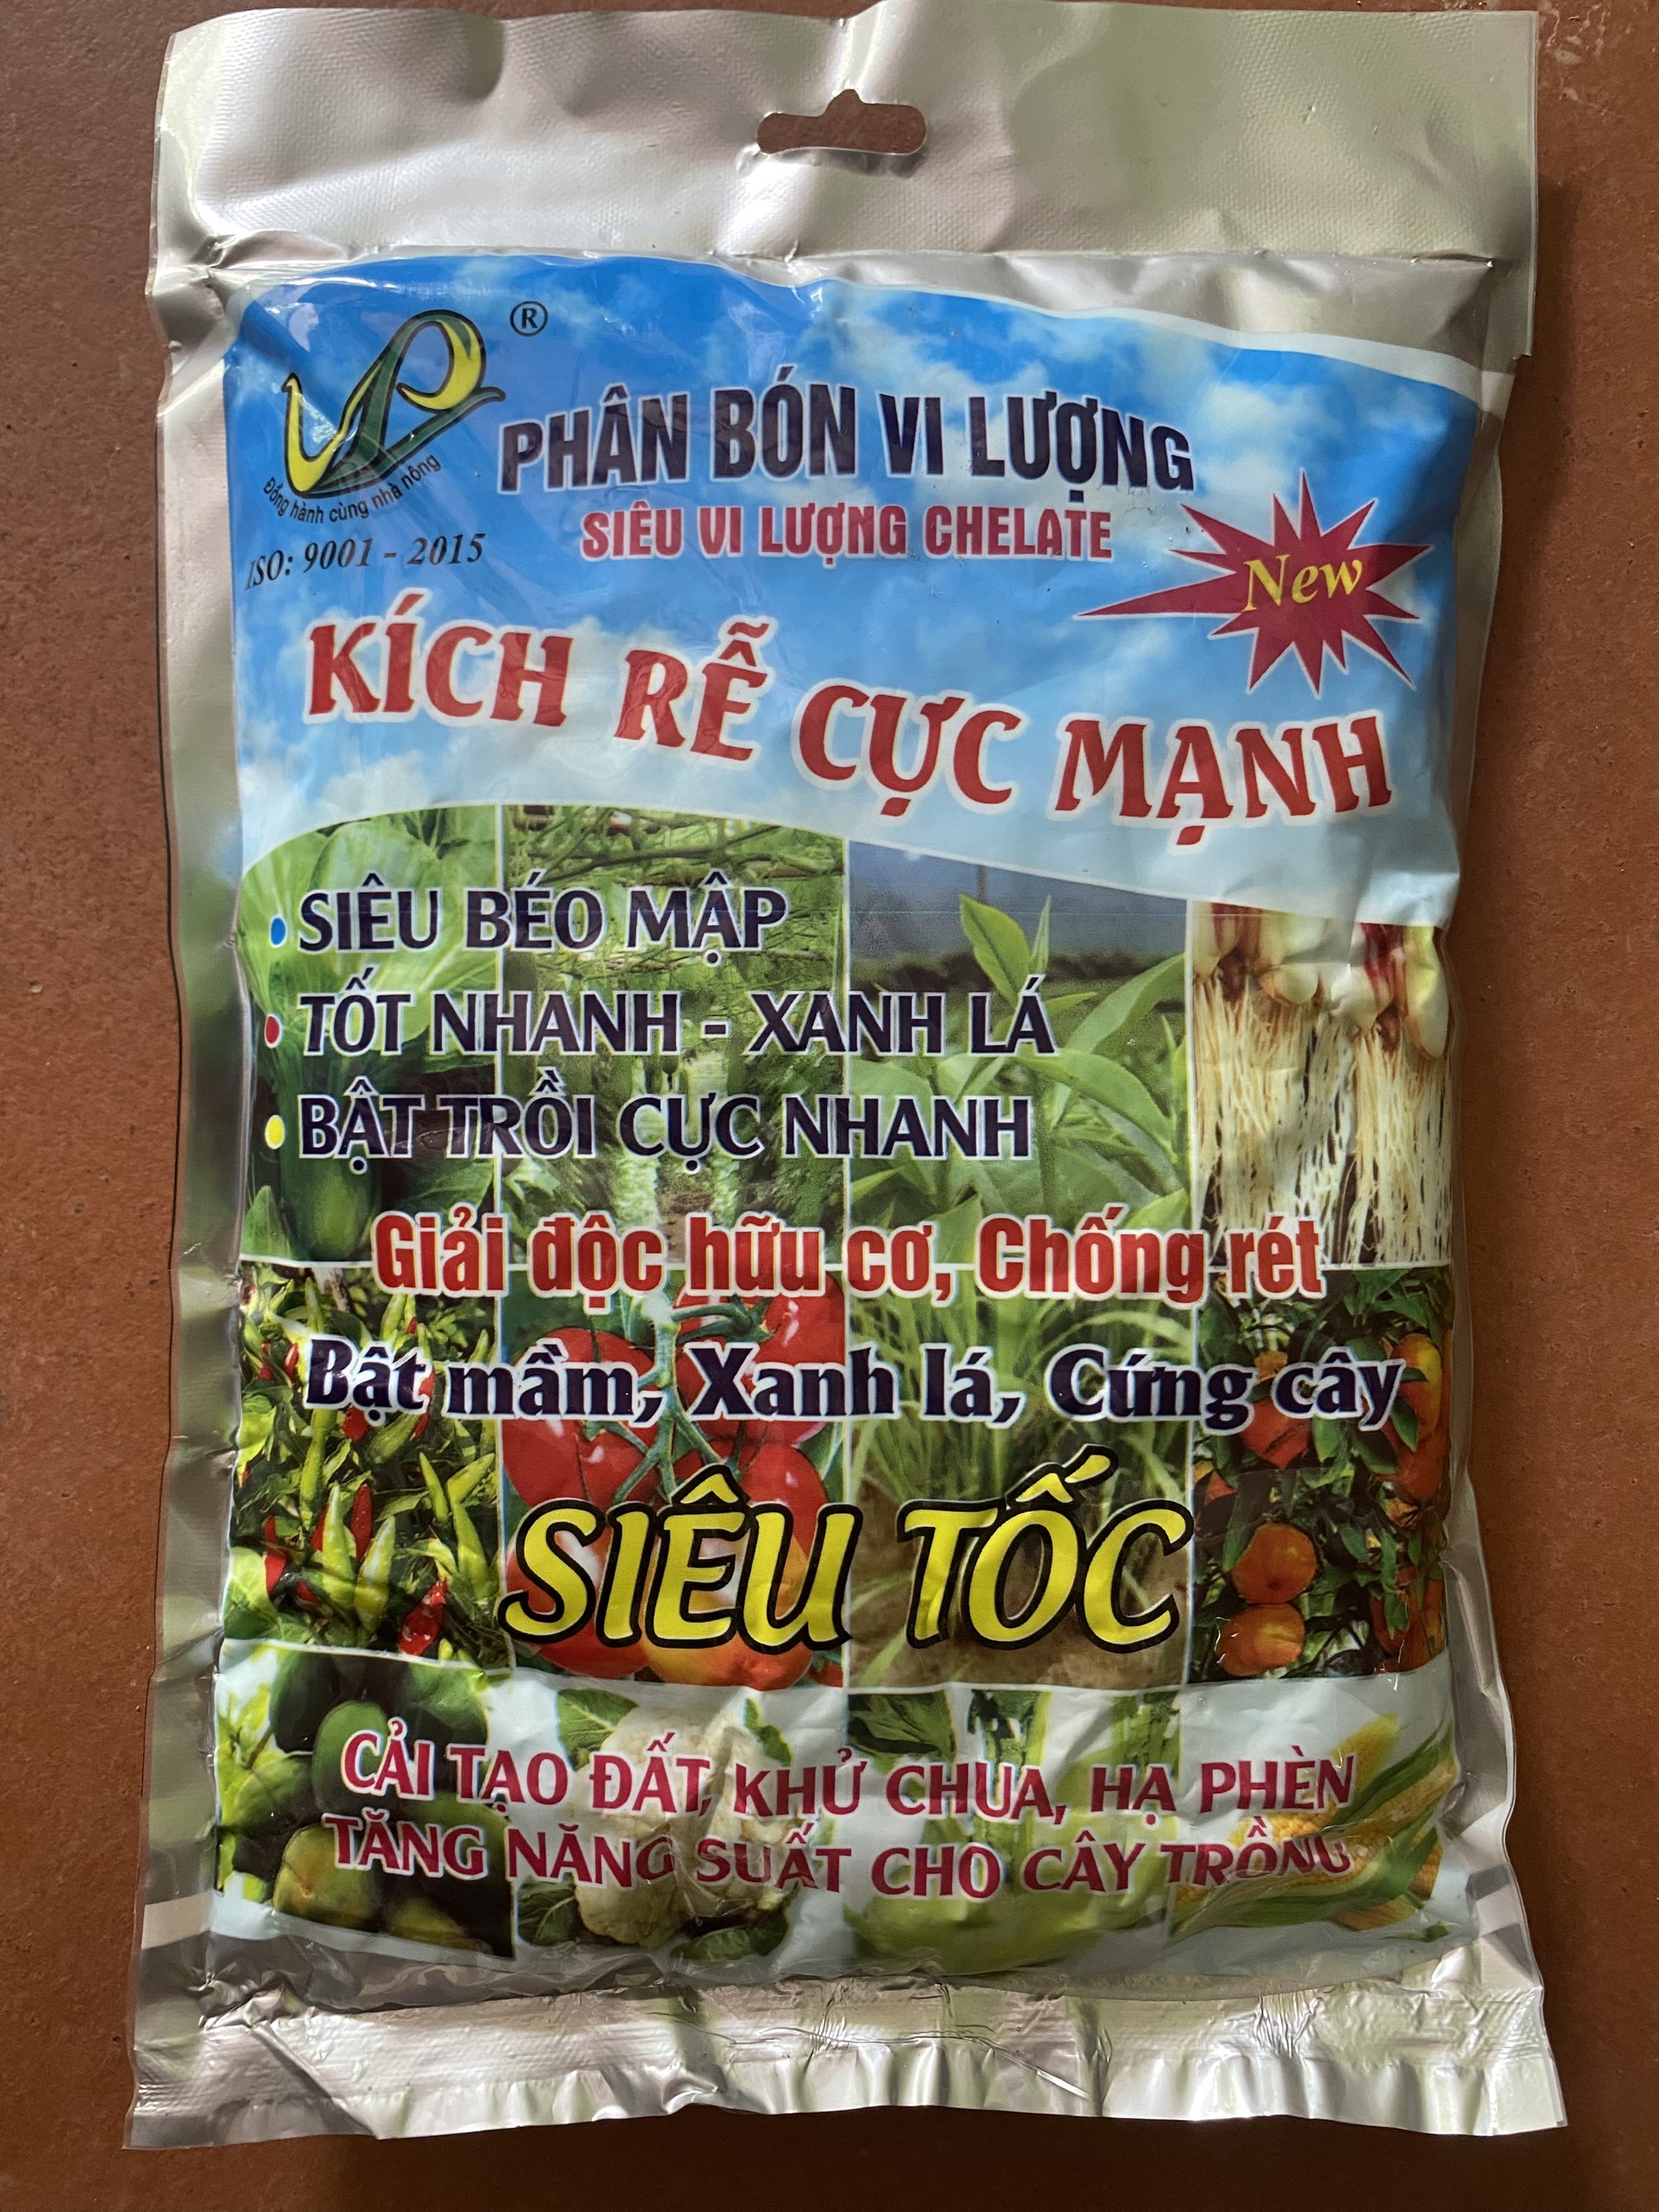 ®
Đồng hành cùng nhà nông
ISO: 9001 - 2015
PHÂN BÓN VI LƯỢNG
SIÊU VI LƯỢNG CHELATE
New
KÍCH RỄ CỰC MẠNH
• SIÊU BÉO MẬP
• TỐT NHANH - XANH LÁ
• BẬT TRỒI CỰC NHANH
Giải độc hữu cơ, Chống rét
Bật mầm, Xanh lá, Cứng cây
SIÊU TỐC
CẢI TẠO ĐẤT, KHỬ CHUA, HẠ PHÈN
TĂNG NĂNG SUẤT CHO CÂY TRỒNG